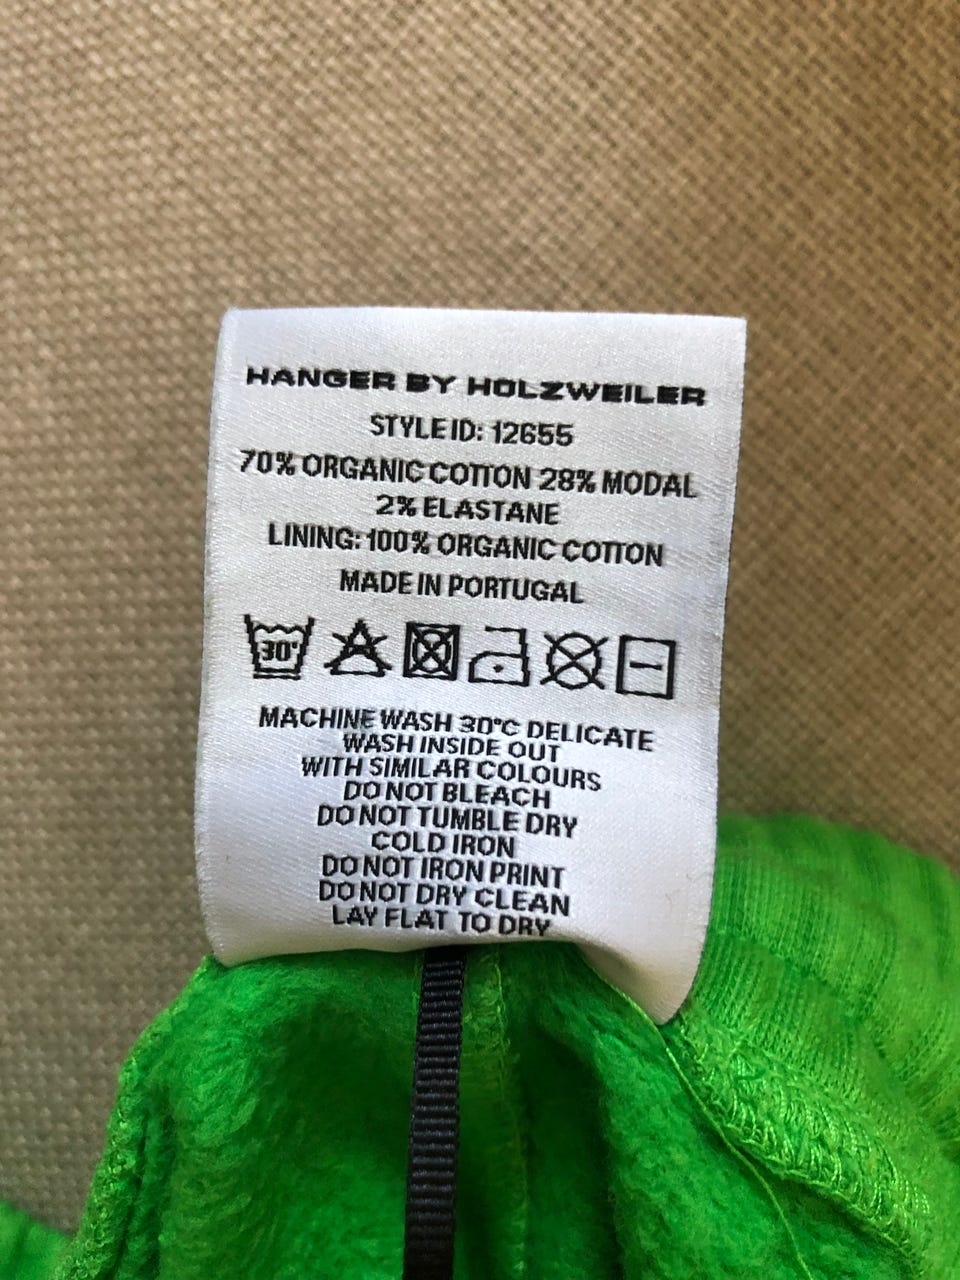 HANGER BY HOLZWEILER
STYLE ID: 12655
70% ORGANIC COTTON 28% MODAL
2% ELASTANE
LINING: 100% ORGANIC COTTON
MADE IN PORTUGAL
30°
MACHINE WASH 30°C DELICATE
WASH INSIDE OUT
WITH SIMILAR COLOURS
DO NOT BLEACH
DO NOT TUMBLE DRY
COLD IRON
DO NOT IRON PRINT
DO NOT DRY CLEAN
LAY FLAT TO DRY